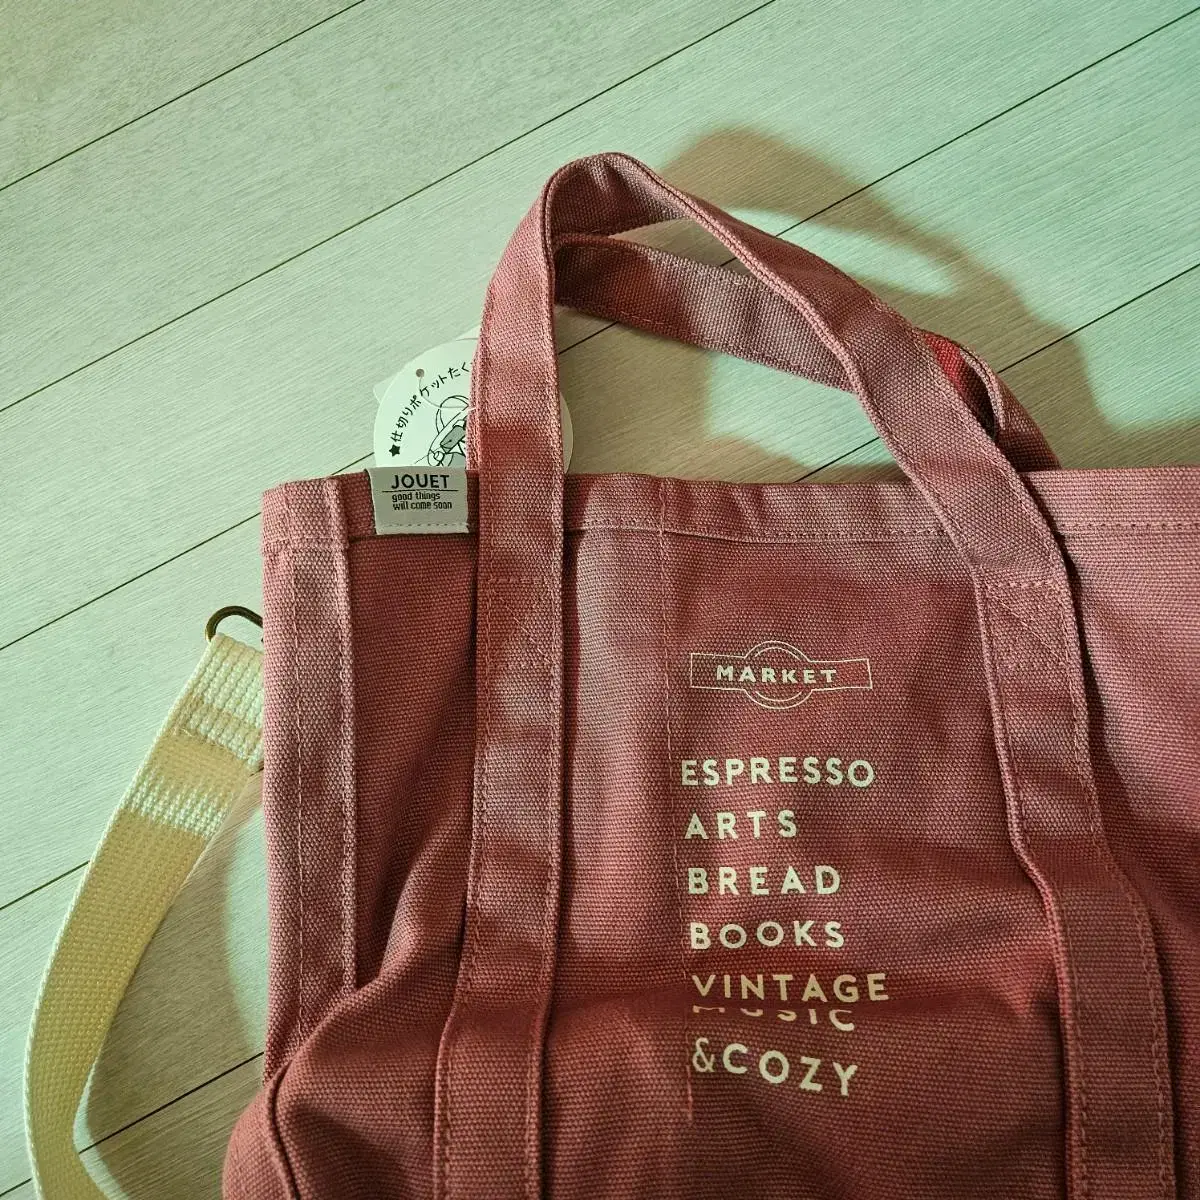 ★仕切りポケットたく
JOUET
good things
will come soon
MARKET
ESPRESSO
ARTS
BREAD
BOOKS
VINTAGE
MUSIC
&COZY